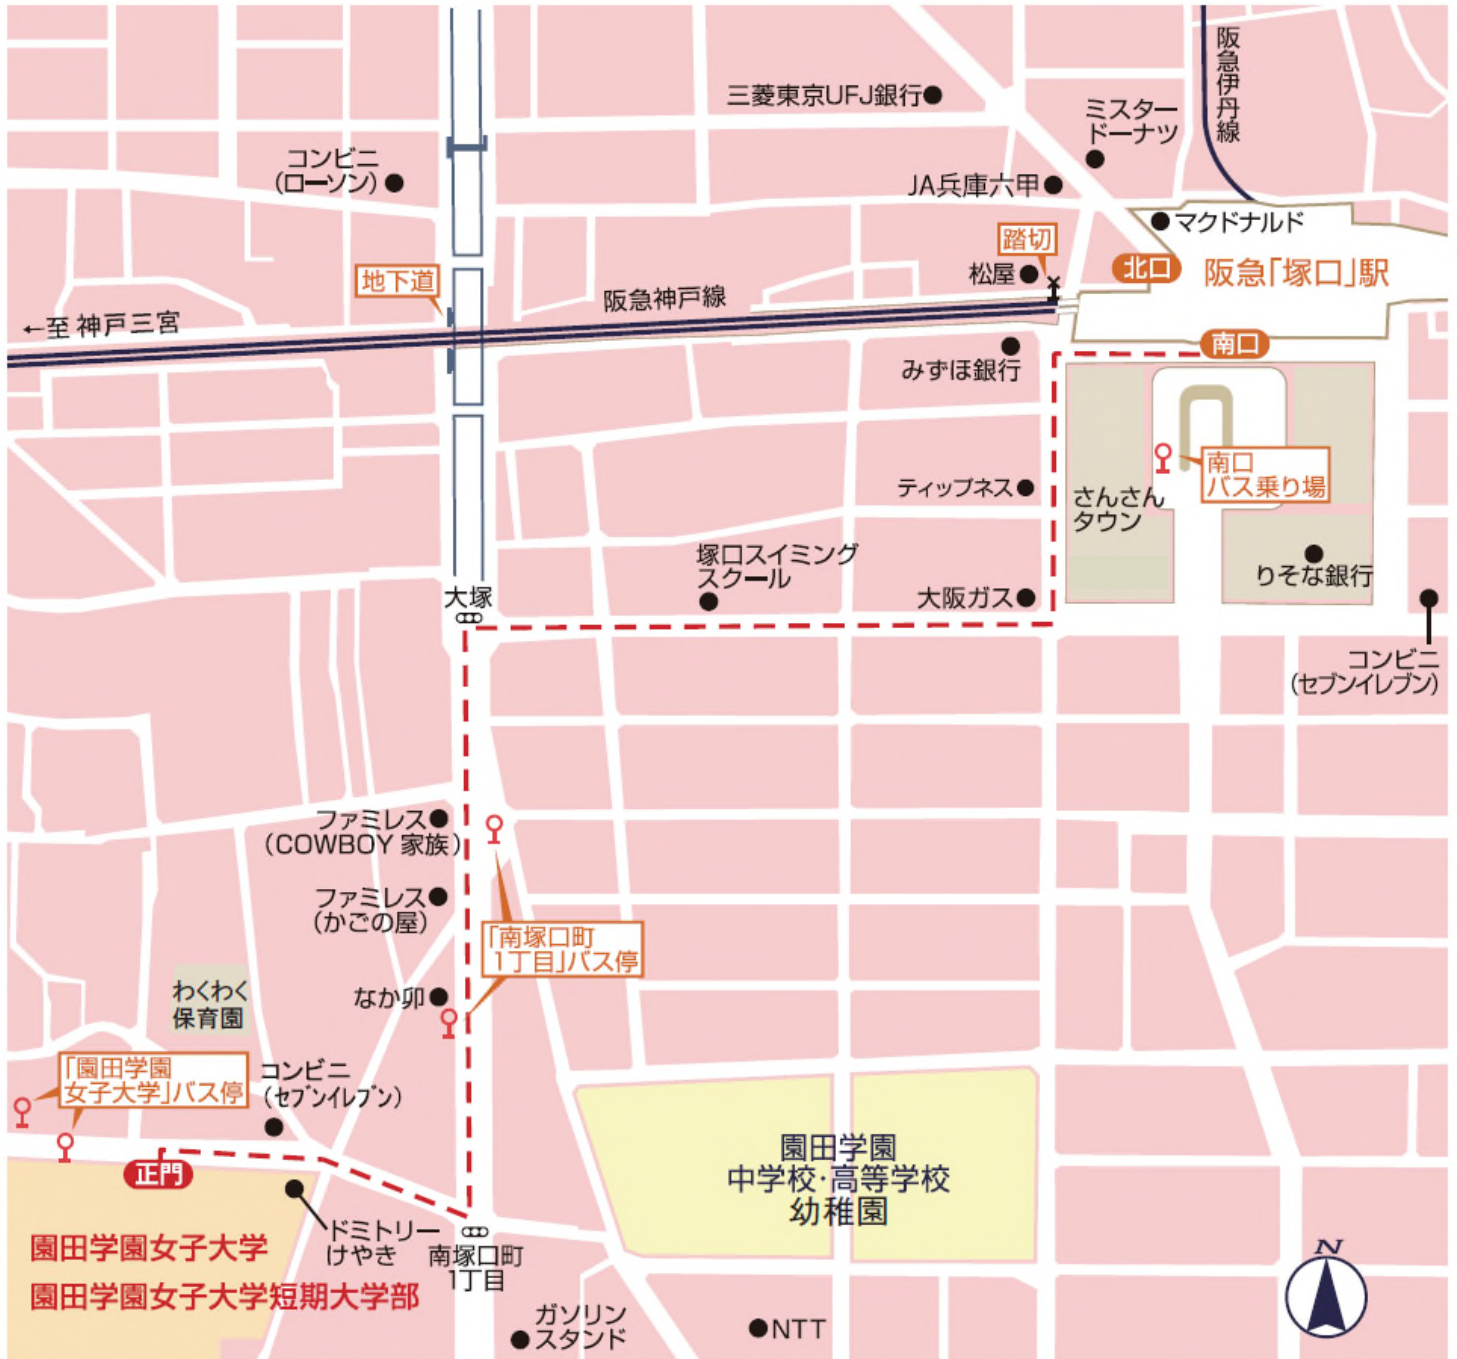 阪急伊丹線
三菱東京UFJ銀行
ミスター
ドーナツ
コンビニ
(ローソン)
JA兵庫六甲
マクドナルド
踏切
松屋
北口
阪急「塚口」駅
地下道
阪急神戸線
←至 神戸三宮
南口
みずほ銀行
南口
バス乗り場
ティップネス
さんさん
タウン
塚口スイミング
スクール
りそな銀行
大塚
大阪ガス
コンビニ
(セブンイレブン)
ファミレス
(COWBOY 家族)
ファミレス
(かごの屋)
「南塚口町
1丁目」バス停
わくわく
保育園
なか卯
「園田学園
女子大学」バス停
コンビニ
(セブンイレブン)
正門
園田学園
中学校・高等学校
幼稚園
ドミトリー
けやき
南塚口町
1丁目
園田学園女子大学
園田学園女子大学短期大学部
N
ガソリン
スタンド
NTT